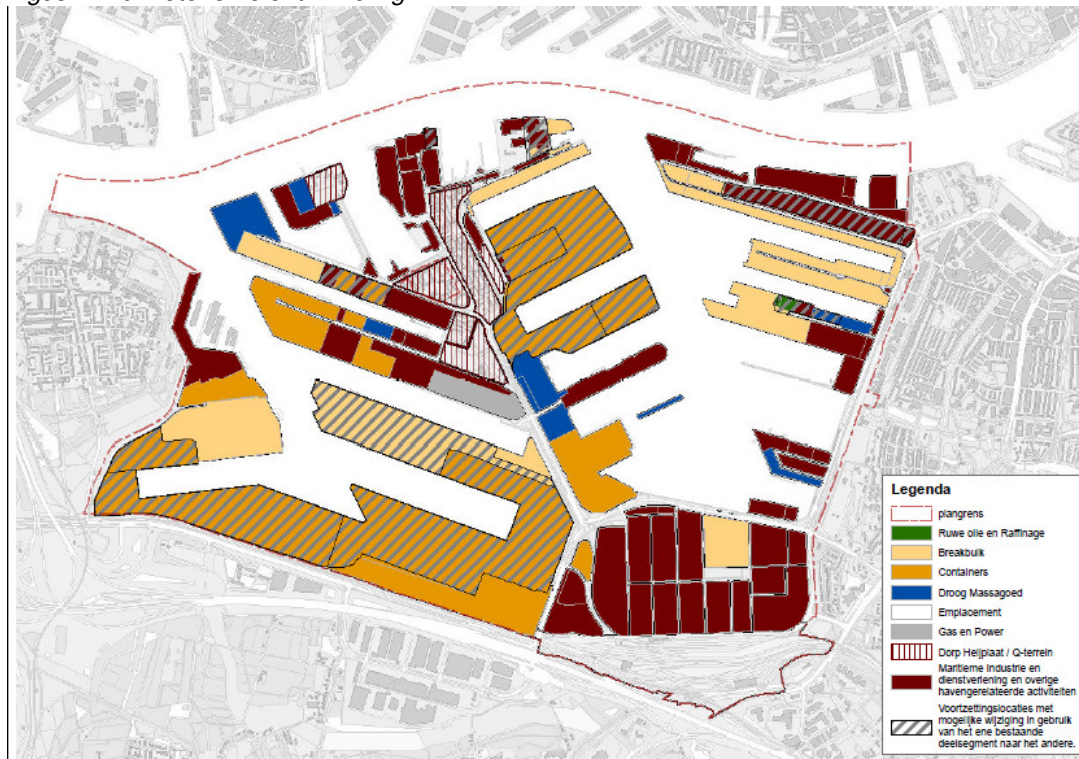 Legenda
plangrens
Ruwe olie en Raffinage
Breakbulk
Containers
Droog Massagoed
Emplacement
Gas en Power
Dorp Heijplaat / Q-terrein
Maritieme Industrie en
dienstverlening en overige
havengerelateerde activiteiten
Voortzettingslocaties met
mogelijke wijziging in gebruik
van het ene bestaande
deelsegment naar het andere.